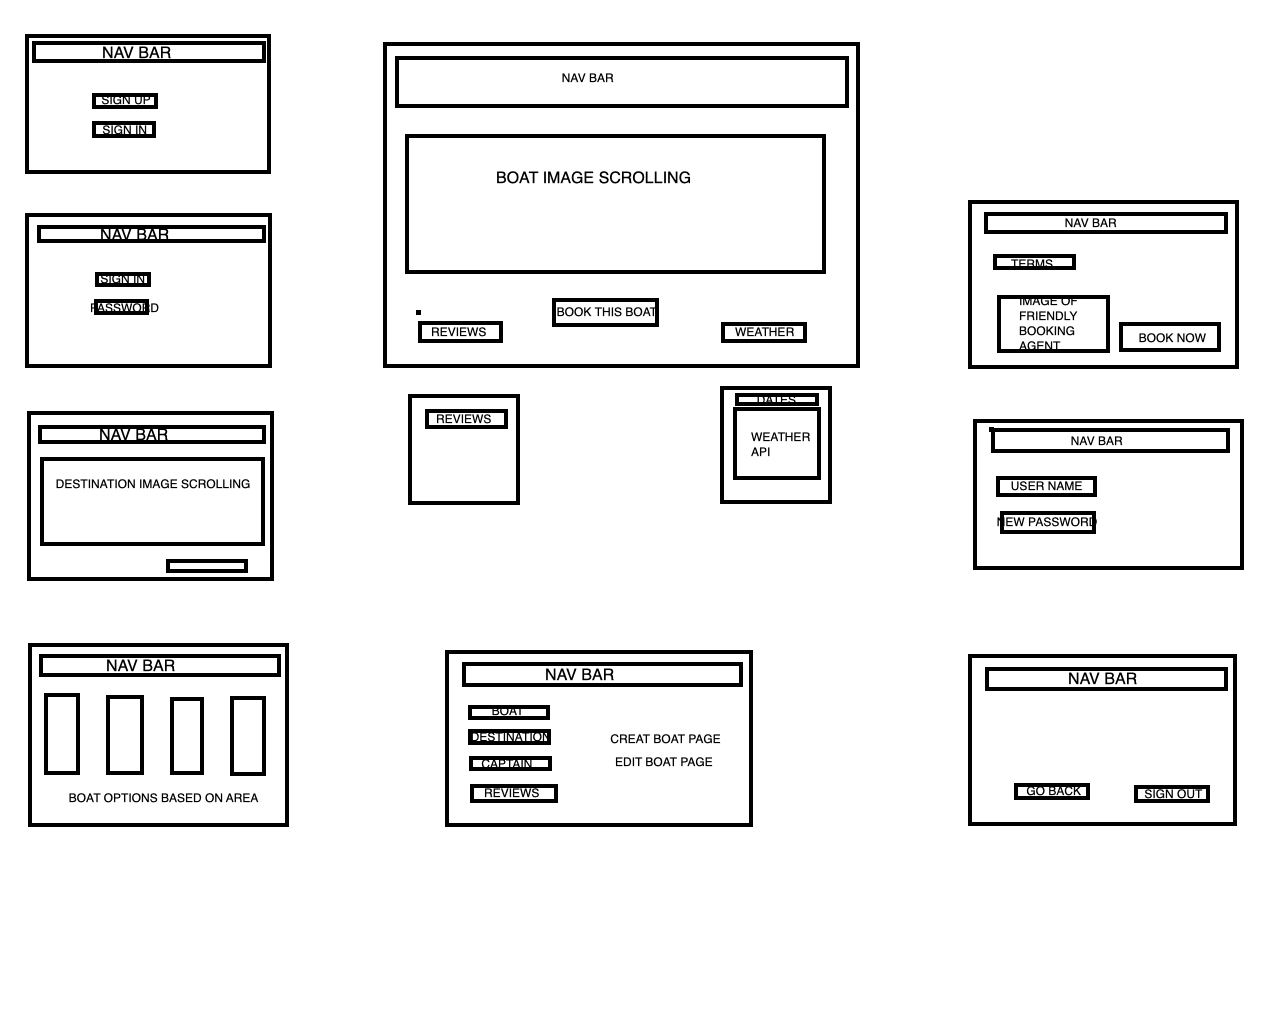 NAV BAR
SIGN UP
SIGN IN
NAV BAR
SIGN IN
PASSWORD
NAV BAR
DESTINATION IMAGE SCROLLING
NAV BAR
BOAT OPTIONS BASED ON AREA
NAV BAR
BOAT IMAGE SCROLLING
BOOK THIS BOAT
REVIEWS
WEATHER
REVIEWS
DATES
WEATHER
API
NAV BAR
BOAT
DESTINATION
CAPTAIN
REVIEWS
CREAT BOAT PAGE
EDIT BOAT PAGE
NAV BAR
TERMS
IMAGE OF
FRIENDLY
BOOKING
AGENT
BOOK NOW
NAV BAR
USER NAME
NEW PASSWORD
NAV BAR
GO BACK
SIGN OUT